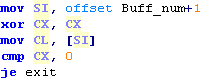 mov SI, offset Buff_num+1
xor CX, CX
mov CL, [SI]
cmp CX, 0
je exit